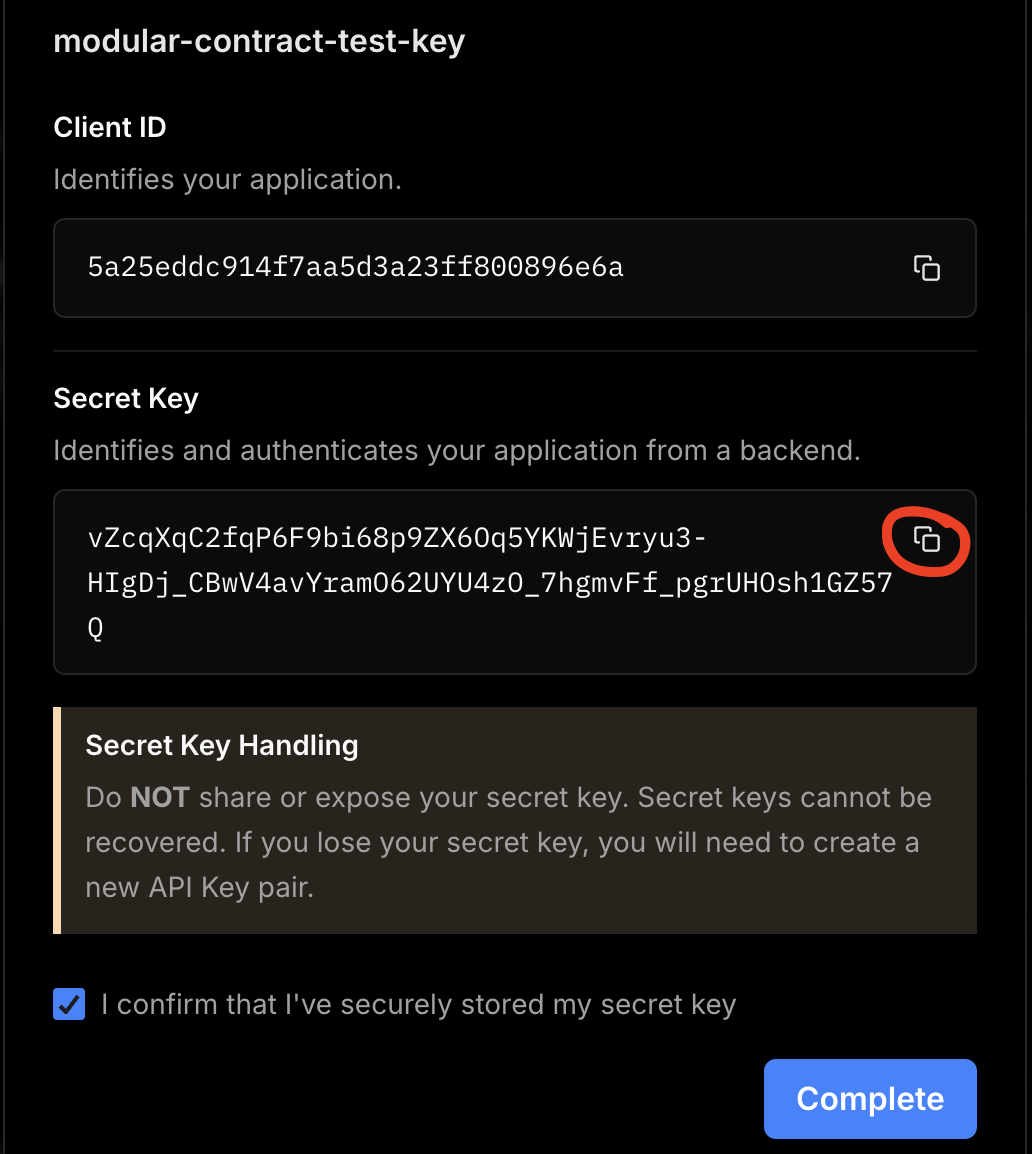 modular-contract-test-key
Client ID
Identifies your application.
5a25eddc914f7aa5d3a23ff800896e6a
Secret Key
Identifies and authenticates your application from a backend.
vZcqXqC2fqP6F9bi68p9ZX6Oq5YKWjEvryu3-
HIgDj_CBwV4avYramO62UYU4zO_7hgmvFf_pgrUHOsh1GZ57
Q
Secret Key Handling
Do NOT share or expose your secret key. Secret keys cannot be
recovered. If you lose your secret key, you will need to create a
new API Key pair.
I confirm that I've securely stored my secret key
Complete